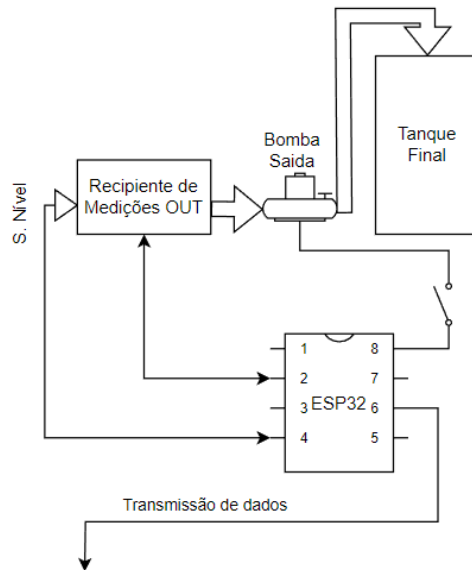 Tanque
Final
Bomba
Saida
Recipiente de
Medições OUT
S. Nível
1
8
2
7
ESP32
3
6
4
5
Transmissão de dados